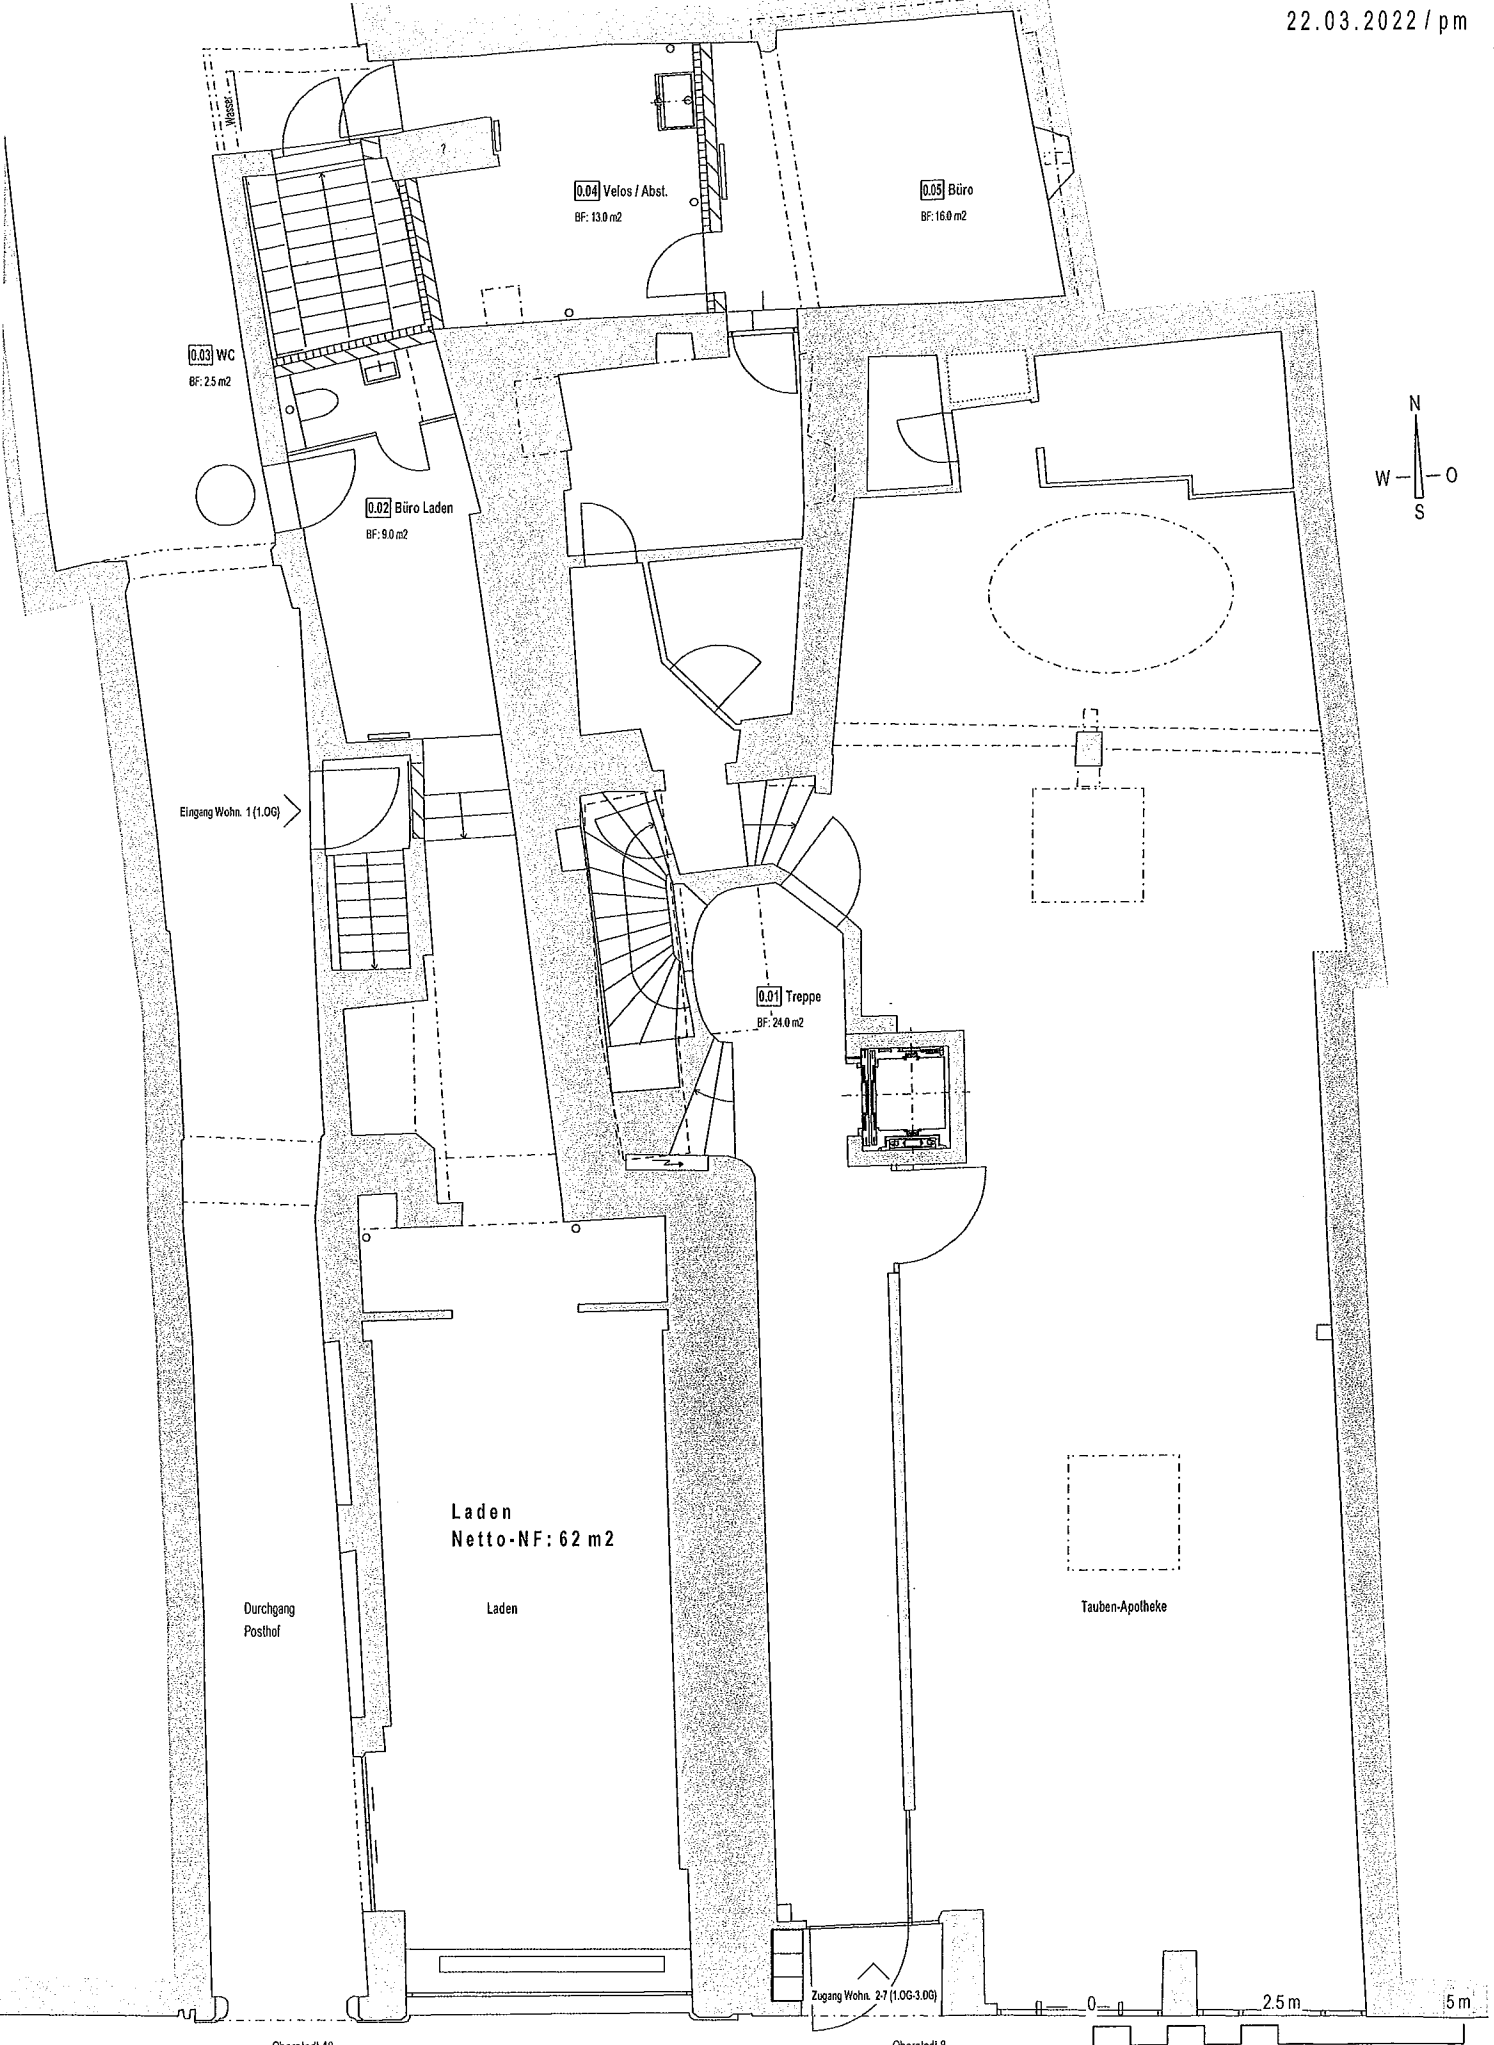 22.03.2022 / pm
Wasser
?
0.04 Velos / Abst.
BF: 13.0 m2
0.05 Büro
BF: 16.0 m2
0.03 WC
BF: 2.5 m2
N
W O
S
0.02 Büro Laden
BF: 9.0 m2
Eingang Wohn. 1 (1.OG)
0.01 Treppe
BF: 24.0 m2
Laden
Netto-NF: 62 m2
Durchgang
Posthof
Laden
Tauben-Apotheke
Zugang Wohn. 2-7 (1.OG-3.OG)
0 2.5 m 5 m